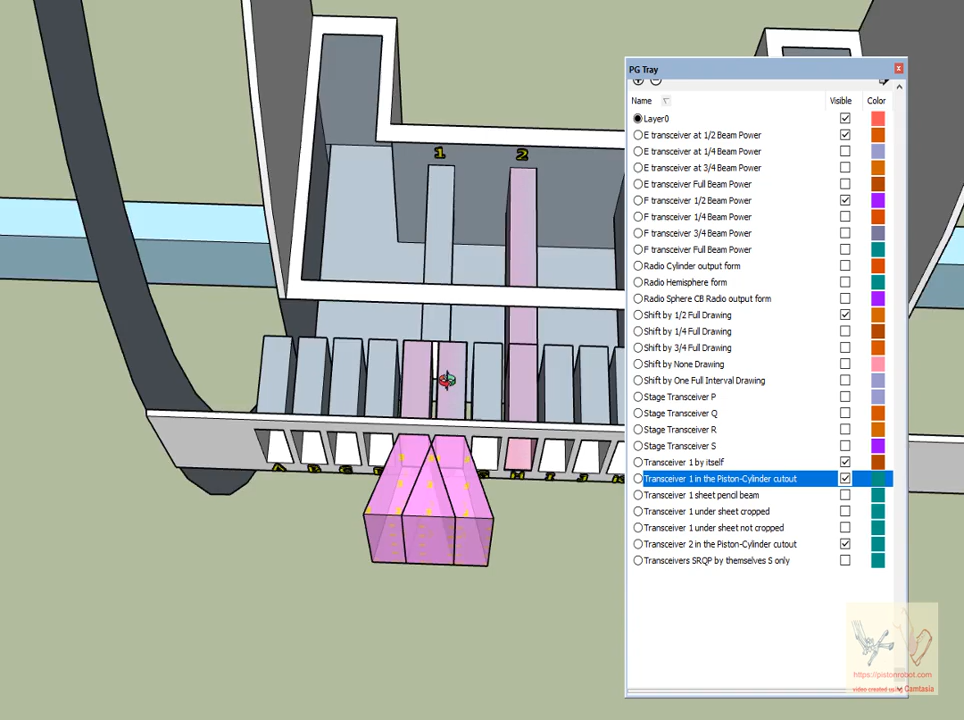 PG Tray
Name Visible Color
Layer0
E transceiver at 1/2 Beam Power
E transceiver at 1/4 Beam Power
E transceiver at 3/4 Beam Power
E transceiver Full Beam Power
F transceiver 1/2 Beam Power
F transceiver 1/4 Beam Power
F transceiver 3/4 Beam Power
F transceiver Full Beam Power
Radio Cylinder output form
Radio Hemisphere form
Radio Sphere CB Radio output form
Shift by 1/2 Full Drawing
Shift by 1/4 Full Drawing
Shift by 3/4 Full Drawing
Shift by None Drawing
Shift by One Full Interval Drawing
Stage Transceiver P
Stage Transceiver Q
Stage Transceiver R
Stage Transceiver S
Transceiver 1 by itself
Transceiver 1 in the Piston-Cylinder cutout
Transceiver 1 sheet pencil beam
Transceiver 1 under sheet cropped
Transceiver 1 under sheet not cropped
Transceiver 2 in the Piston-Cylinder cutout
Transceivers SRQP by themselves S only
1 2
A B C H I J K
https://pistonrobot.com
video created using Camtasia